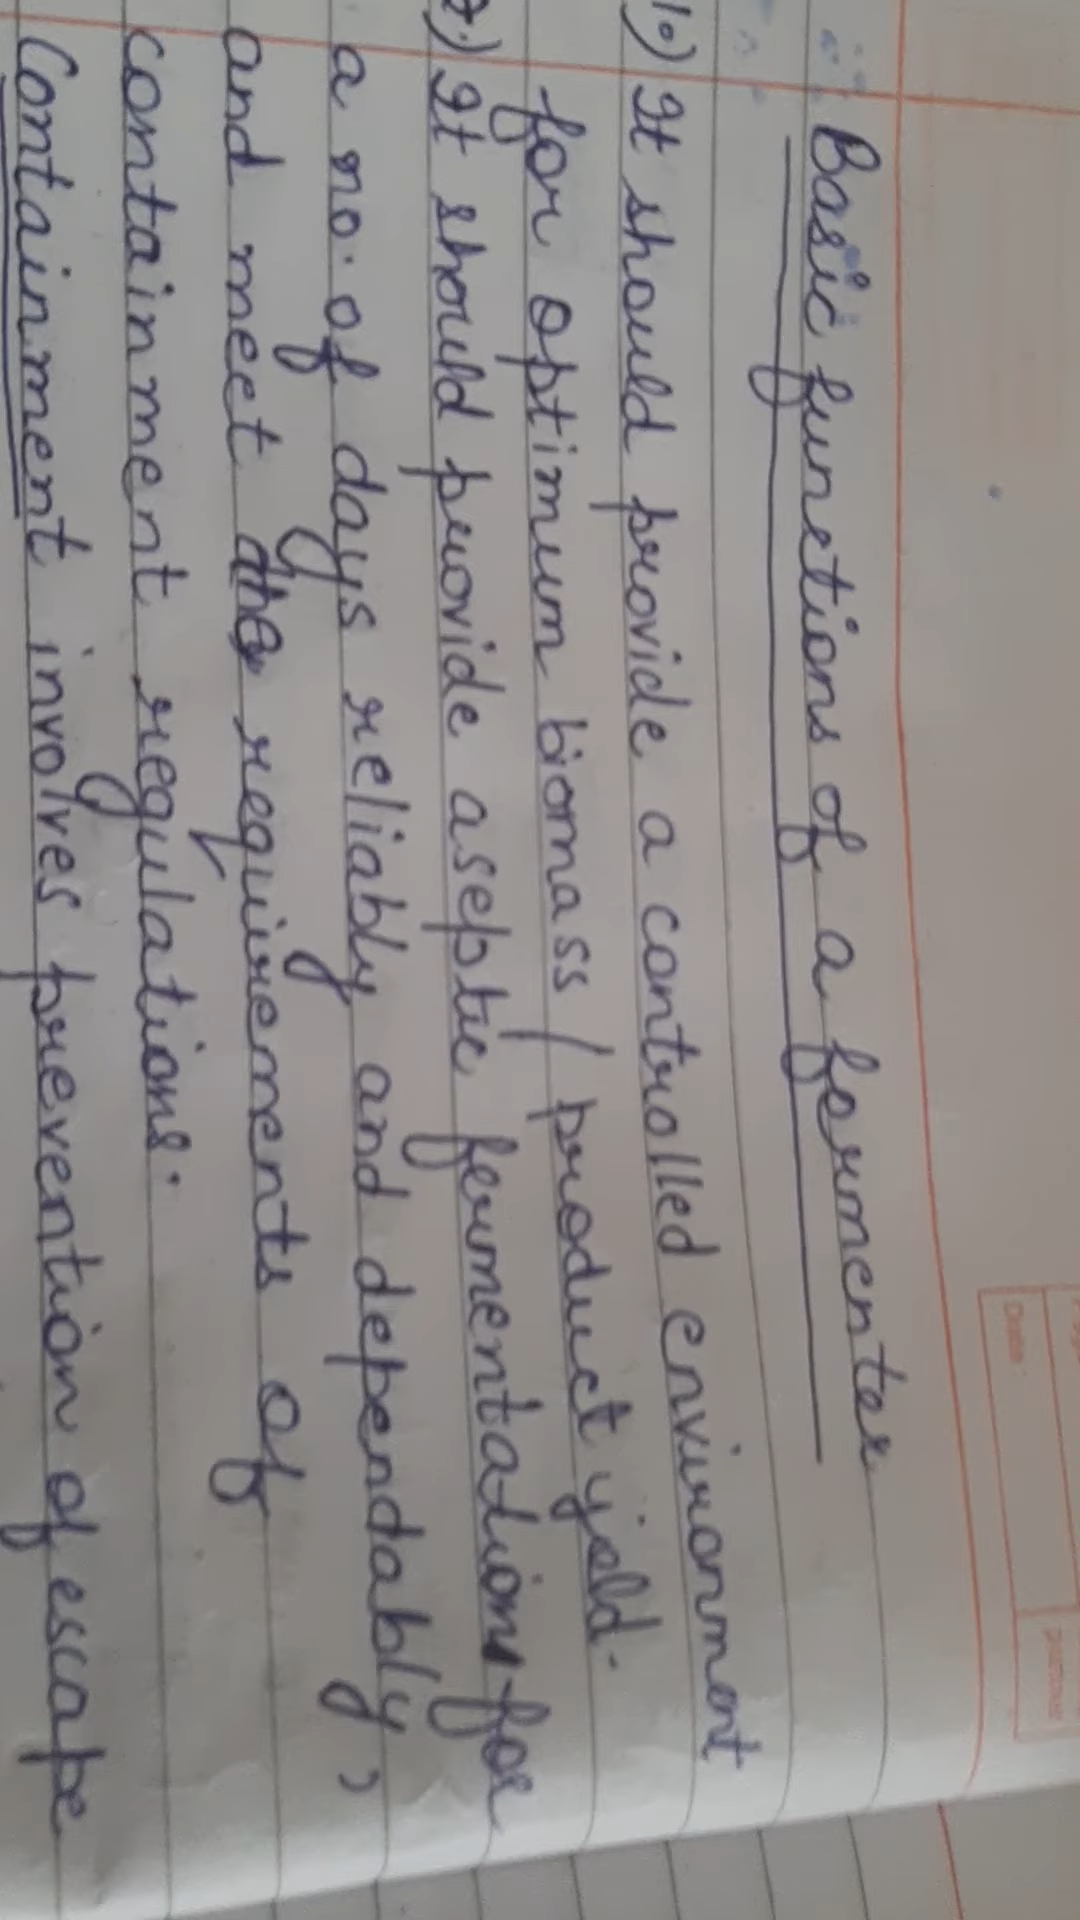 Basic functions of a fermenter
1.) It should provide a controlled environment
for optimum biomass / product yield.
2.) It should provide aseptic fermentation for
a no. of days reliably and dependably,
and meet the requirements of
containment regulations.
Containment involves prevention of escape
Date: